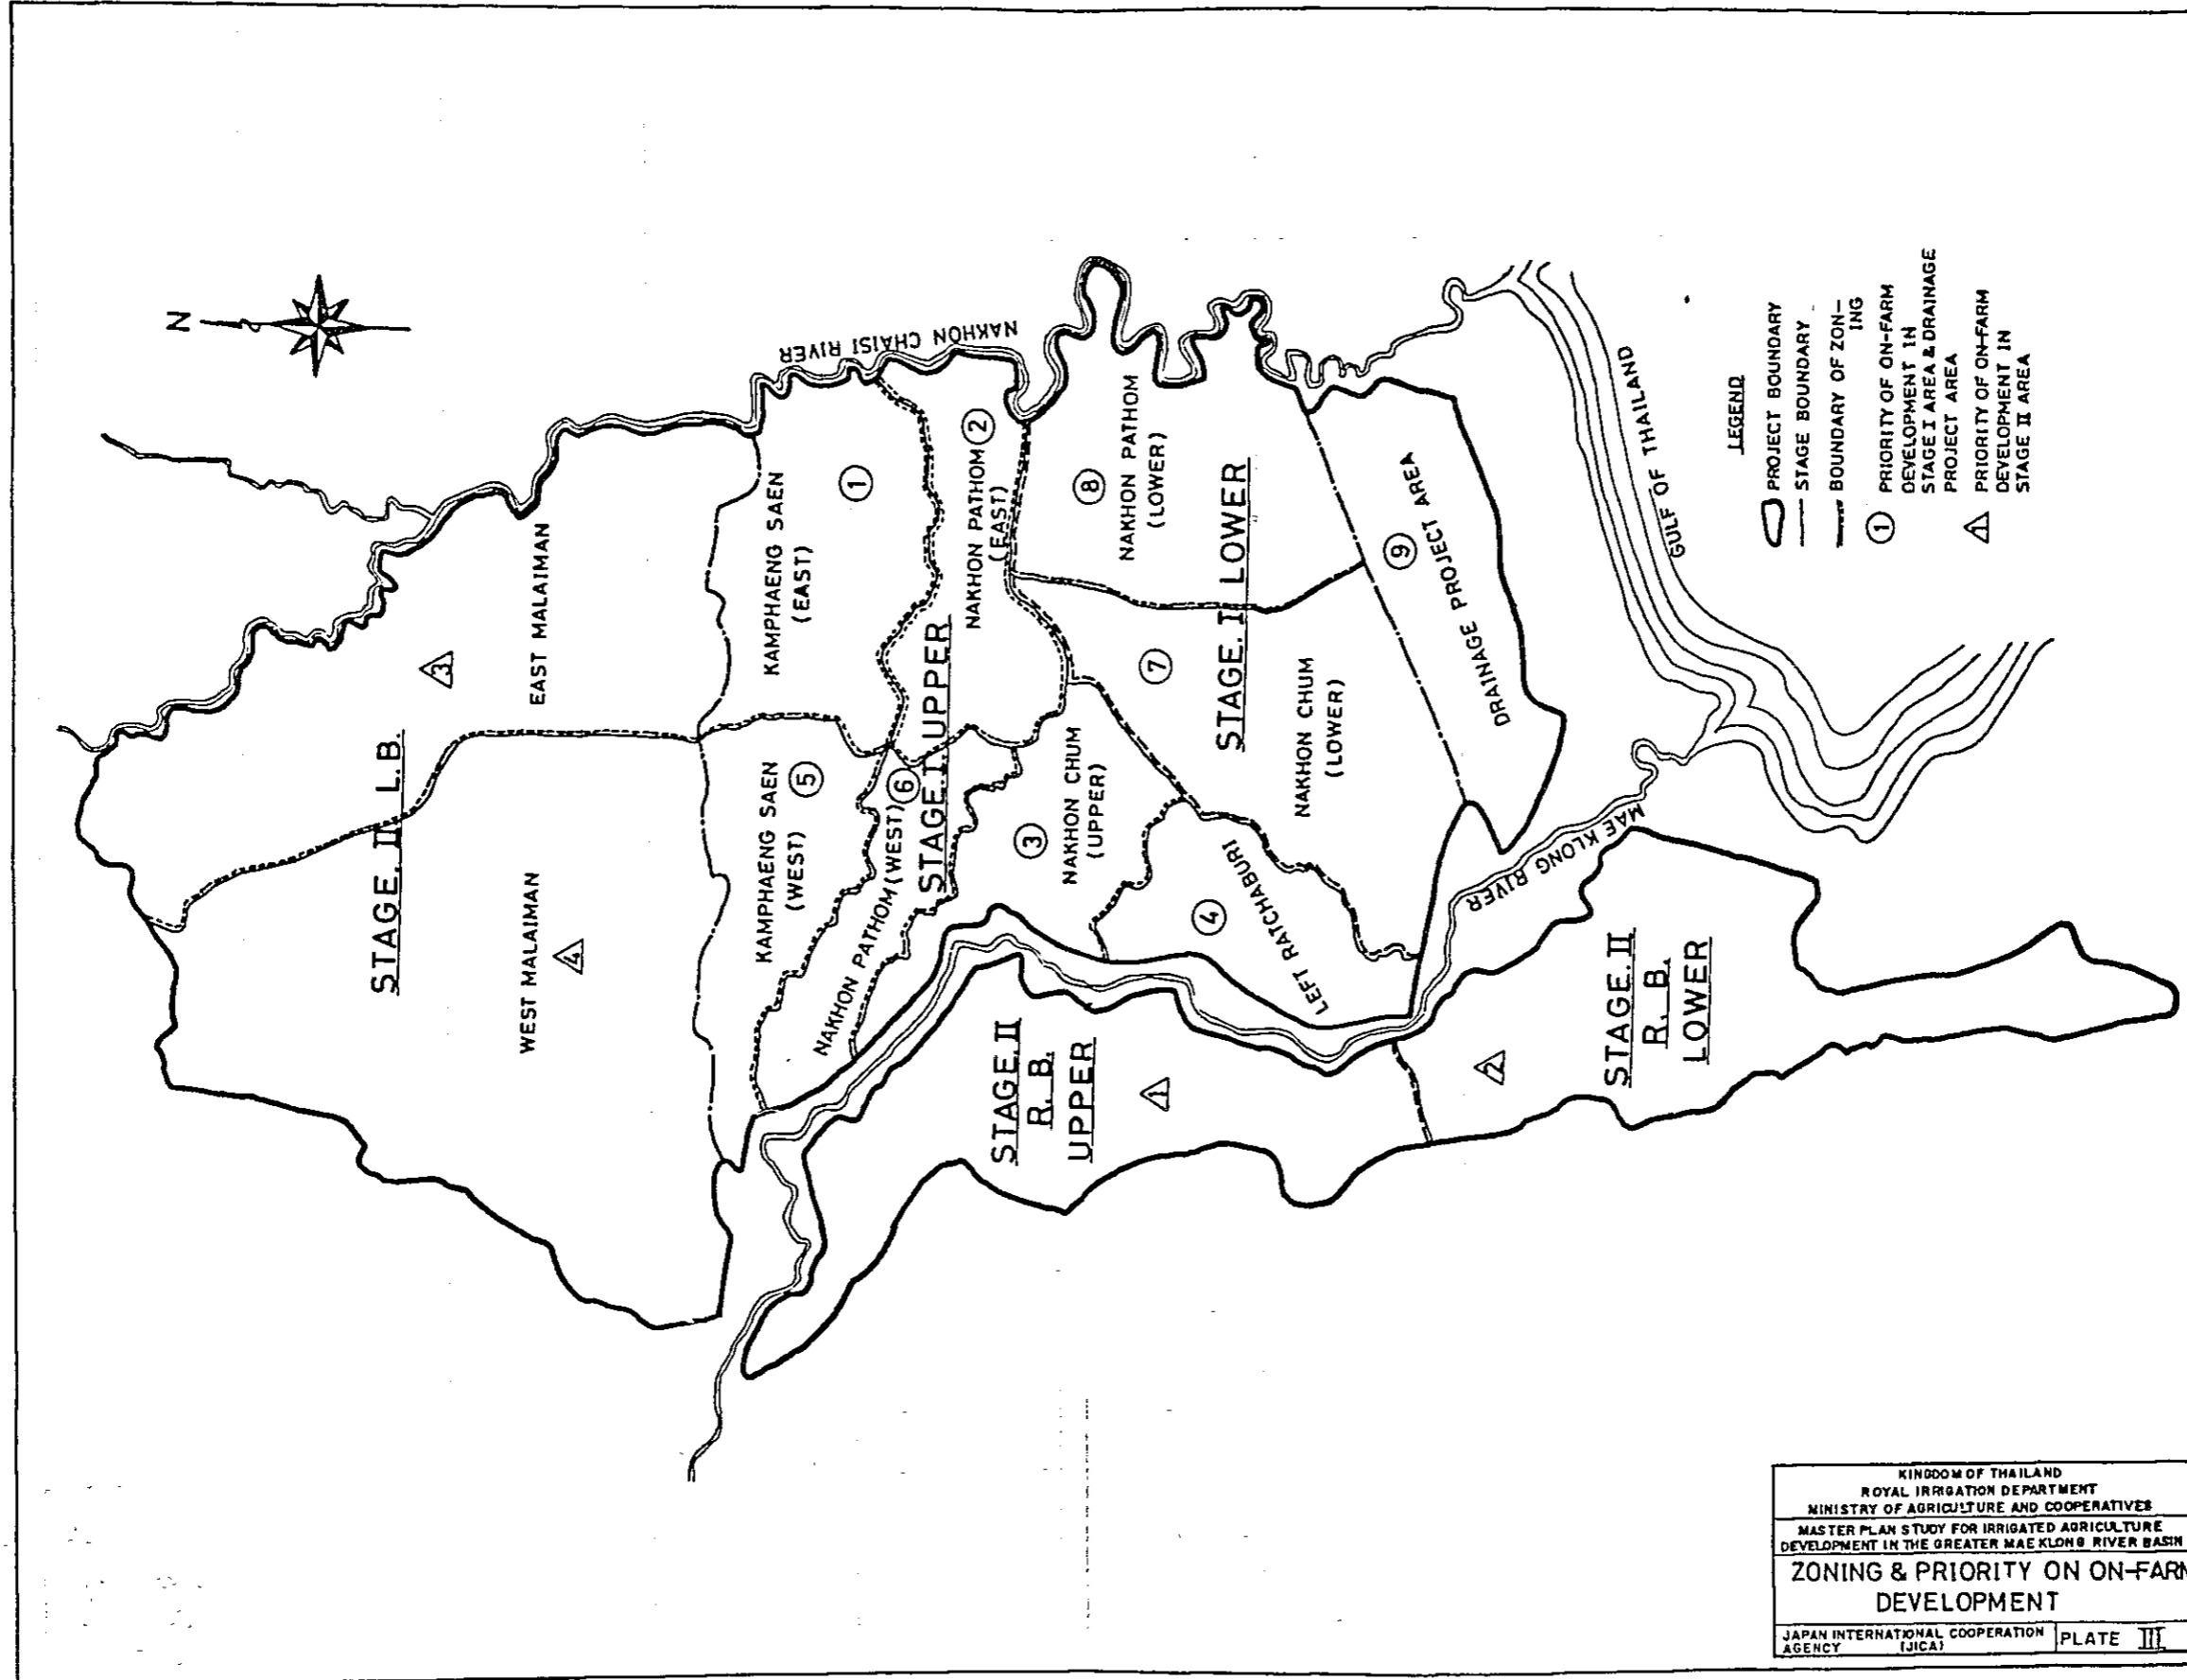 N
NAKHON CHAISI RIVER
STAGE. II L.B.
EAST MALAIMAN
3
WEST MALAIMAN
4
STAGE. I UPPER
KAMPHAENG SAEN
(EAST)
1
NAKHON PATHOM
(EAST)
2
NAKHON CHUM
(UPPER)
3
LEFT RATCHABURI
4
KAMPHAENG SAEN
(WEST)
5
NAKHON PATHOM (WEST)
6
STAGE. I LOWER
7
NAKHON CHUM
(LOWER)
8
NAKHON PATHOM
(LOWER)
9
DRAINAGE PROJECT AREA
STAGE. II
R. B.
UPPER
1
STAGE. II
R. B.
LOWER
2
MAE KLONG RIVER
GULF OF THAILAND
LEGEND
PROJECT BOUNDARY
STAGE BOUNDARY
BOUNDARY OF ZON-
ING
1 PRIORITY OF ON-FARM
DEVELOPMENT IN
STAGE I AREA & DRAINAGE
PROJECT AREA
1 PRIORITY OF ON-FARM
DEVELOPMENT IN
STAGE II AREA
KINGDOM OF THAILAND
ROYAL IRRIGATION DEPARTMENT
MINISTRY OF AGRICULTURE AND COOPERATIVES
MASTER PLAN STUDY FOR IRRIGATED AGRICULTURE
DEVELOPMENT IN THE GREATER MAE KLONG RIVER BASIN
ZONING & PRIORITY ON ON-FARM
DEVELOPMENT
JAPAN INTERNATIONAL COOPERATION
AGENCY (JICA)
PLATE III